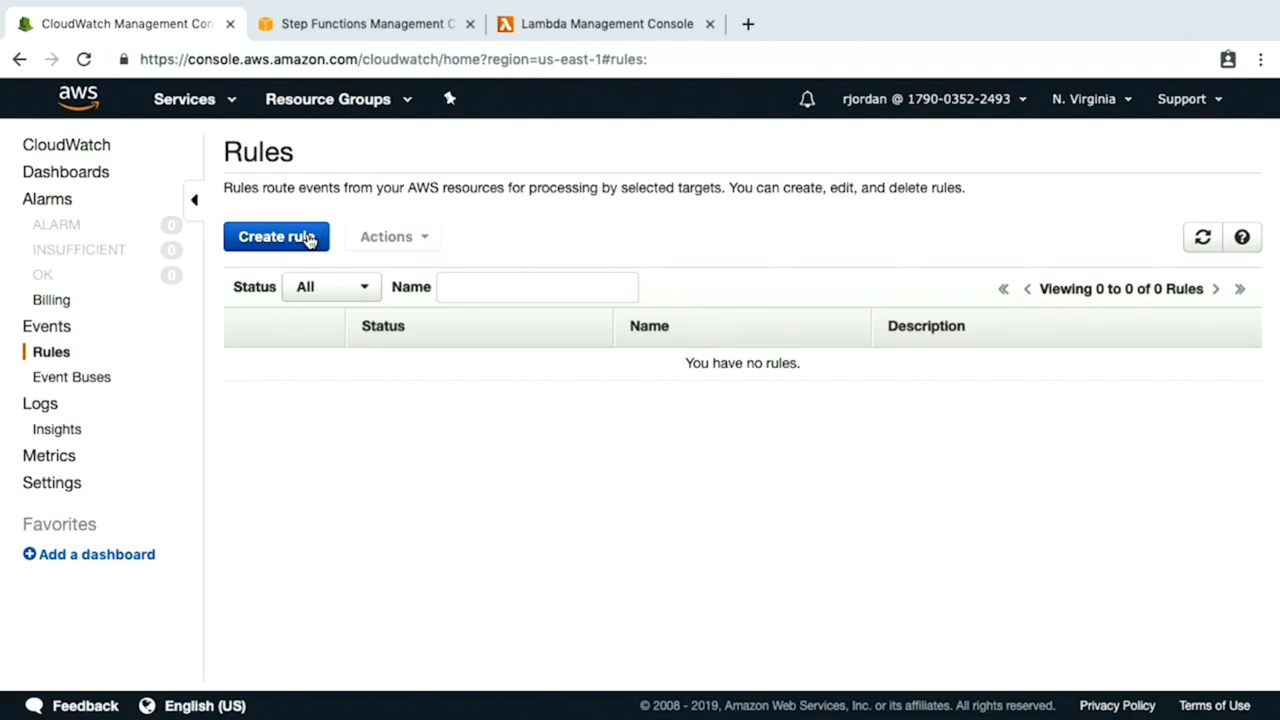 CloudWatch Management Con
Step Functions Management C
Lambda Management Console
https://console.aws.amazon.com/cloudwatch/home?region=us-east-1#rules:
aws
Services
Resource Groups
rjordan @ 1790-0352-2493
N. Virginia
Support
CloudWatch
Dashboards
Alarms
ALARM 0
INSUFFICIENT 0
OK 0
Billing
Events
Rules
Event Buses
Logs
Insights
Metrics
Settings
Favorites
Add a dashboard
Rules
Rules route events from your AWS resources for processing by selected targets. You can create, edit, and delete rules.
Create rule
Actions
Status All Name
Viewing 0 to 0 of 0 Rules
Status Name Description
You have no rules.
Feedback
English (US)
© 2008 - 2019, Amazon Web Services, Inc. or its affiliates. All rights reserved.
Privacy Policy
Terms of Use